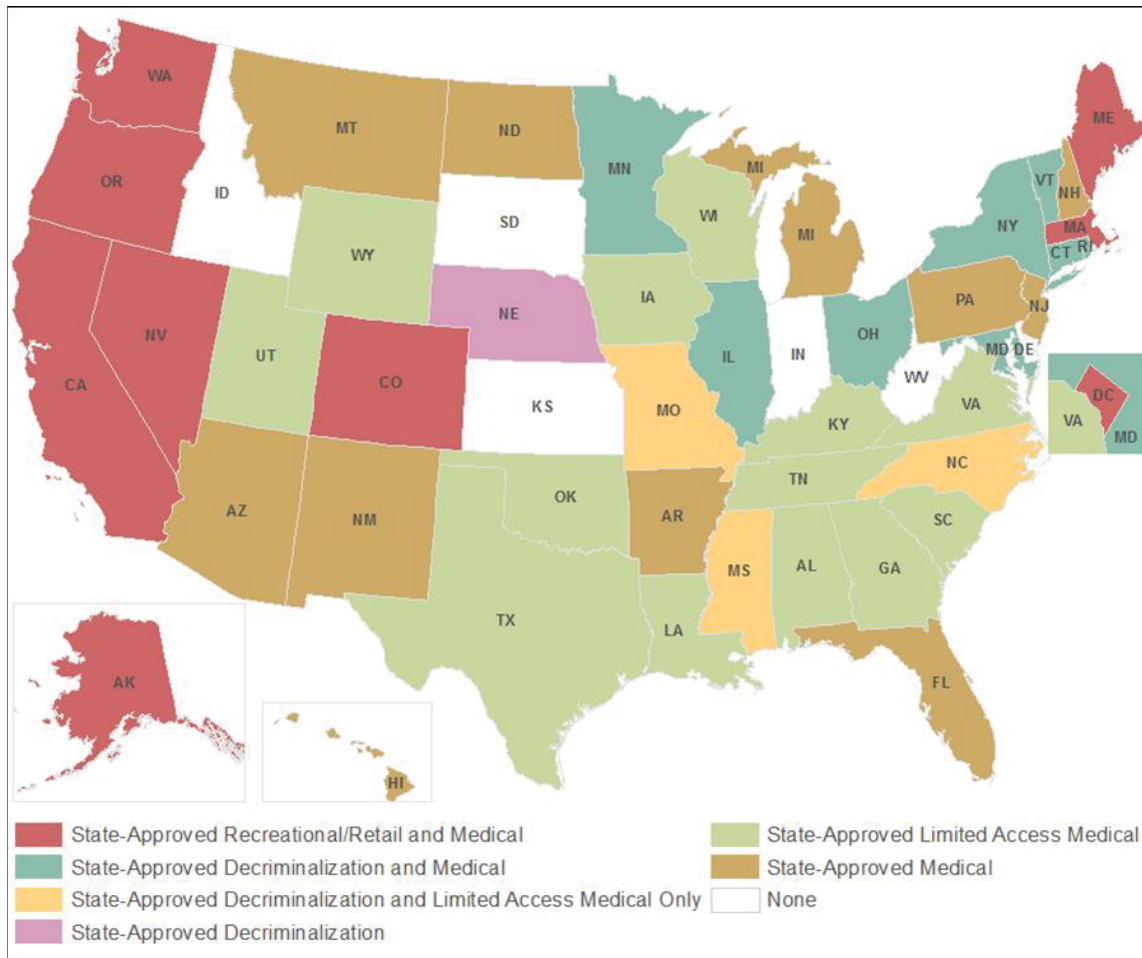 WA
ME
MT
ND
MN
MI
VT
NH
OR
ID
SD
WI
NY
MA
WY
MI
CT
RI
IA
PA
NJ
NE
NV
UT
IL
IN
OH
MD
DE
CA
CO
WV
KS
MO
VA
DC
KY
VA
MD
NC
TN
OK
AZ
NM
AR
SC
MS
AL
GA
TX
LA
AK
FL
HI
State-Approved Recreational/Retail and Medical
State-Approved Decriminalization and Medical
State-Approved Decriminalization and Limited Access Medical Only
State-Approved Decriminalization
State-Approved Limited Access Medical
State-Approved Medical
None